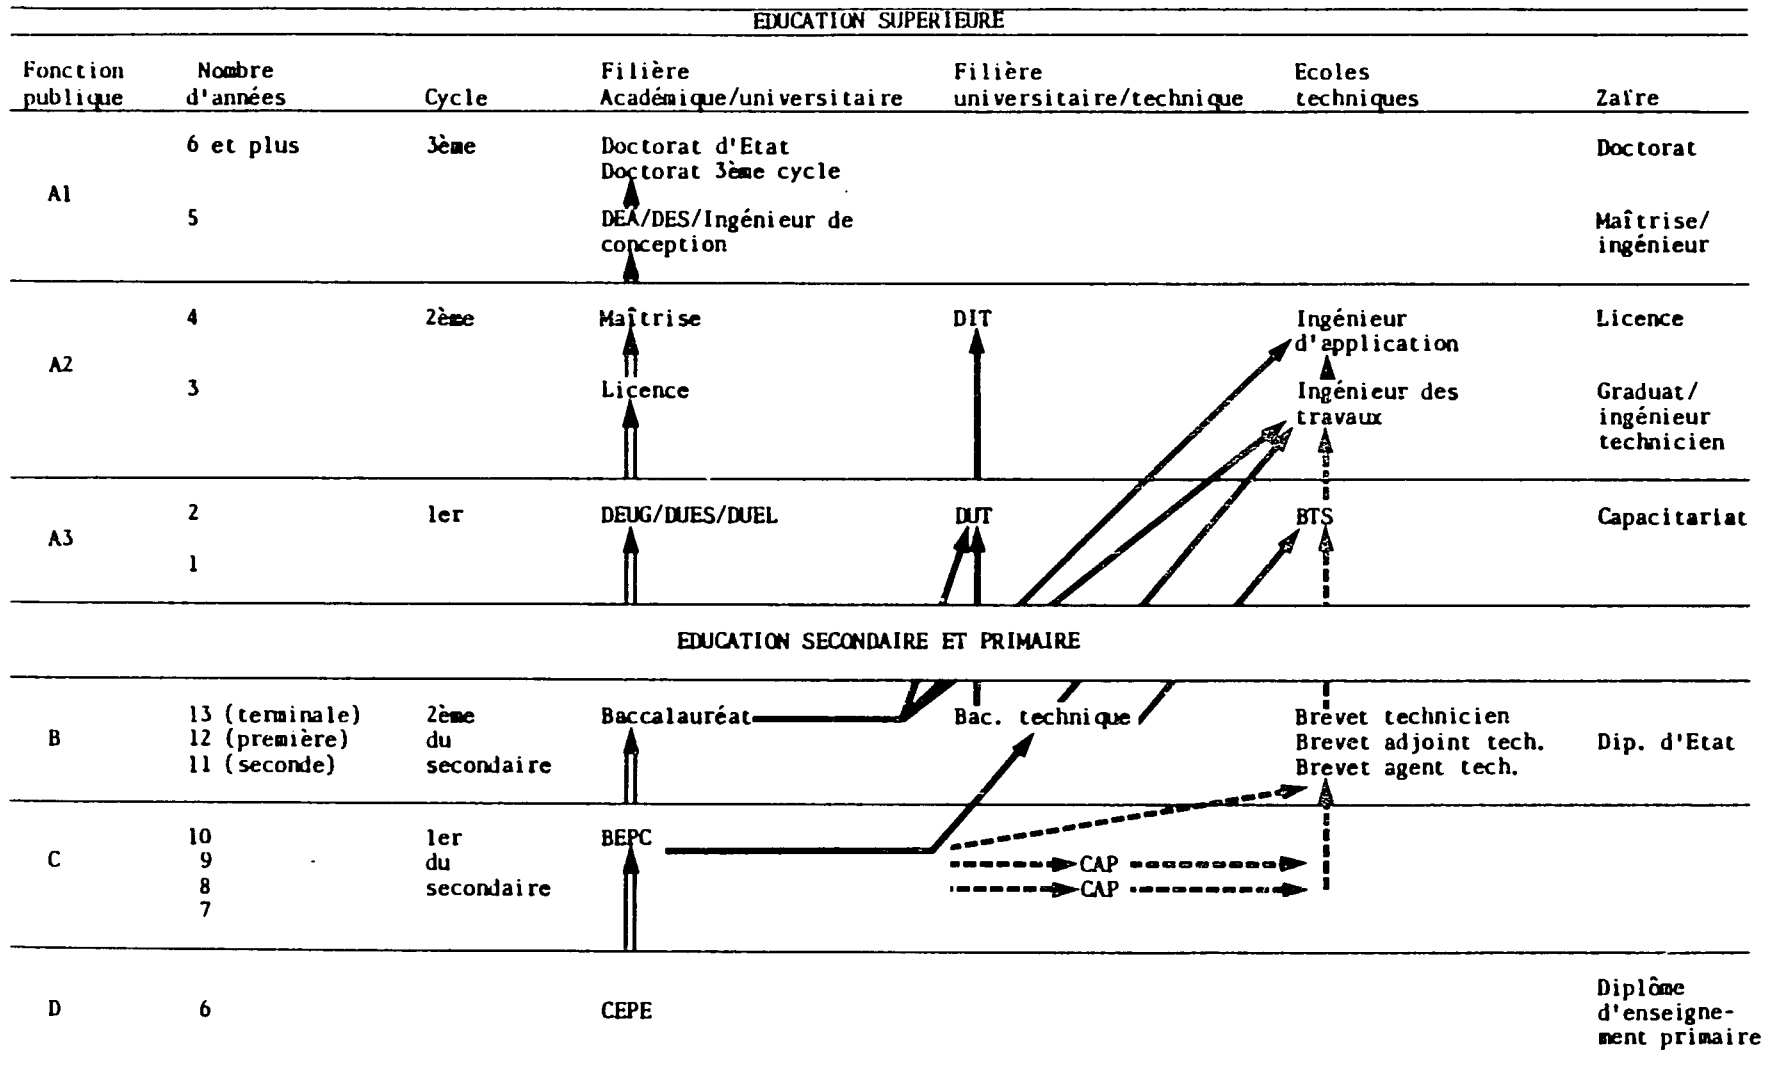 EDUCATION SUPERIEURE
Fonction Nombre Filière Filière Ecoles
publique d'années Cycle Académique/universitaire universitaire/technique techniques Zaïre
6 et plus 3ème Doctorat d'Etat Doctorat
Doctorat 3ème cycle
A1
5 DEA/DES/Ingénieur de Maîtrise/
conception ingénieur
4 2ème Maîtrise DIT Ingénieur Licence
d'application
A2
3 Licence Ingénieur des Graduat/
travaux ingénieur
technicien
2 1er DEUG/DUES/DUEL DUT BTS Capacitariat
A3
1
EDUCATION SECONDAIRE ET PRIMAIRE
13 (terminale) 2ème Baccalauréat Bac. technique Brevet technicien
B 12 (première) du Brevet adjoint tech. Dip. d'Etat
11 (seconde) secondaire Brevet agent tech.
10 1er BEPC
C 9 du CAP
8 secondaire CAP
7
Diplôme
D 6 CEPE d'enseigne-
ment primaire